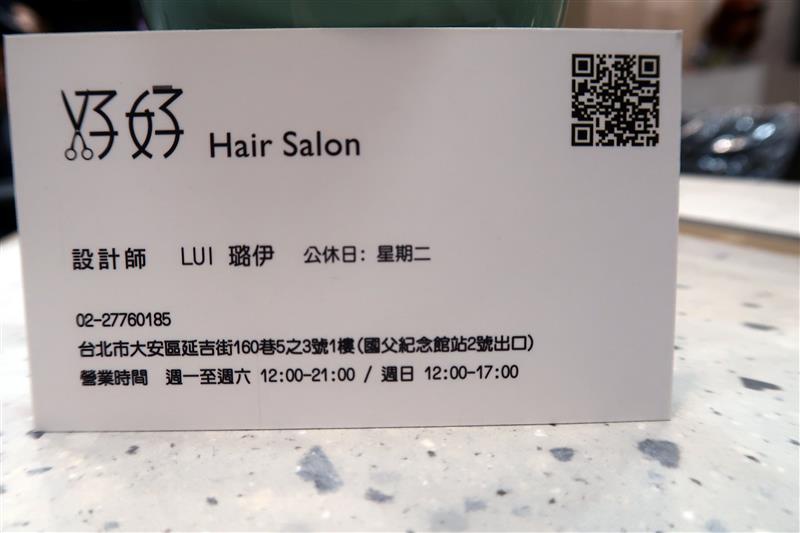 好好 Hair Salon
設計師 LUI 璐伊 公休日: 星期二
02-27760185
台北市大安區延吉街160巷5之3號1樓(國父紀念館站2號出口)
營業時間 週一至週六 12:00-21:00 / 週日 12:00-17:00